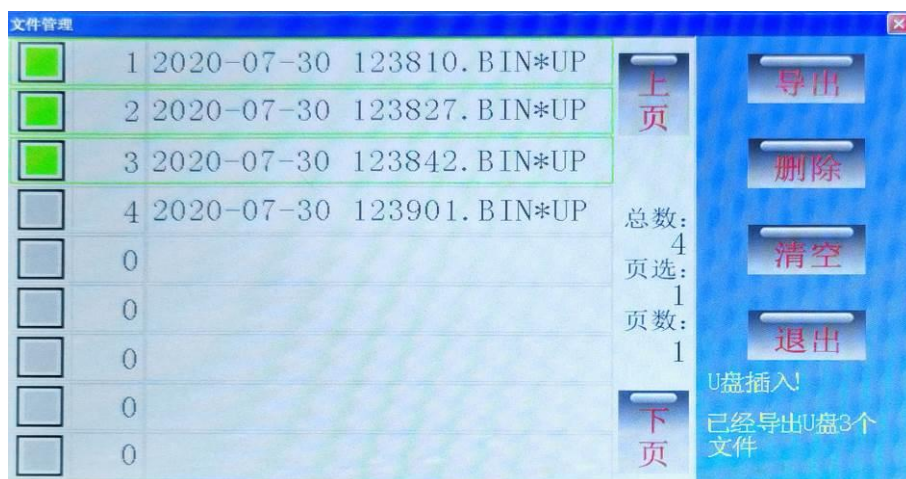 文件管理
1 2020-07-30 123810.BIN*UP
2 2020-07-30 123827.BIN*UP
3 2020-07-30 123842.BIN*UP
4 2020-07-30 123901.BIN*UP
0
0
0
0
0
上页
总数:
4
页选:
1
页数:
1
下页
导出
删除
清空
退出
U盘插入!
已经导出U盘3个
文件